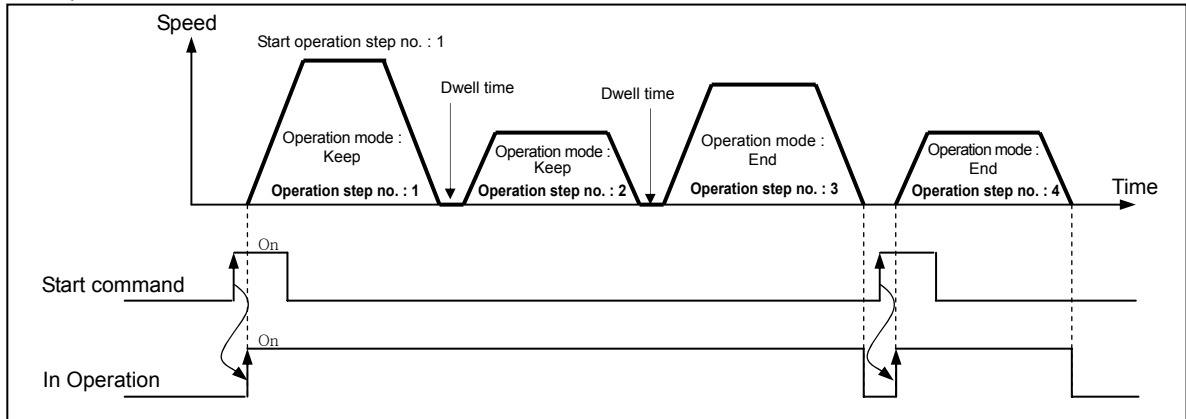 Speed
Start operation step no. : 1
Dwell time
Dwell time
Operation mode :
Keep
Operation step no. : 1
Operation mode :
Keep
Operation step no. : 2
Operation mode :
End
Operation step no. : 3
Operation mode :
End
Operation step no. : 4
Time
On
Start command
On
In Operation